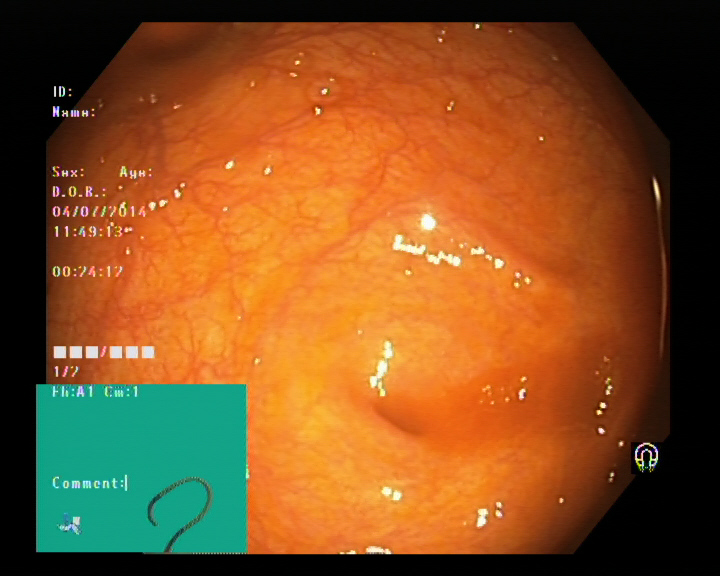 ID:
Name:
Sex: Age:
D.O.B.:
04/07/2014
11:49:13
00:24:12
■■■/■■■
1/2
Eh:A1 Cm:1
Comment: